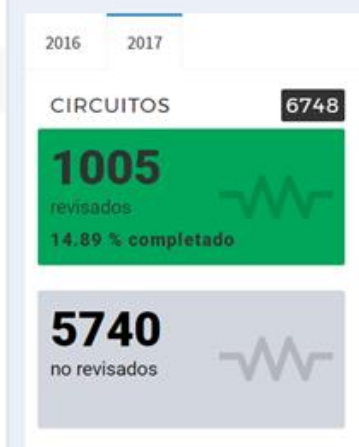 2016 2017
CIRCUITOS 6748
1005
revisados
14.89 % completado
5740
no revisados